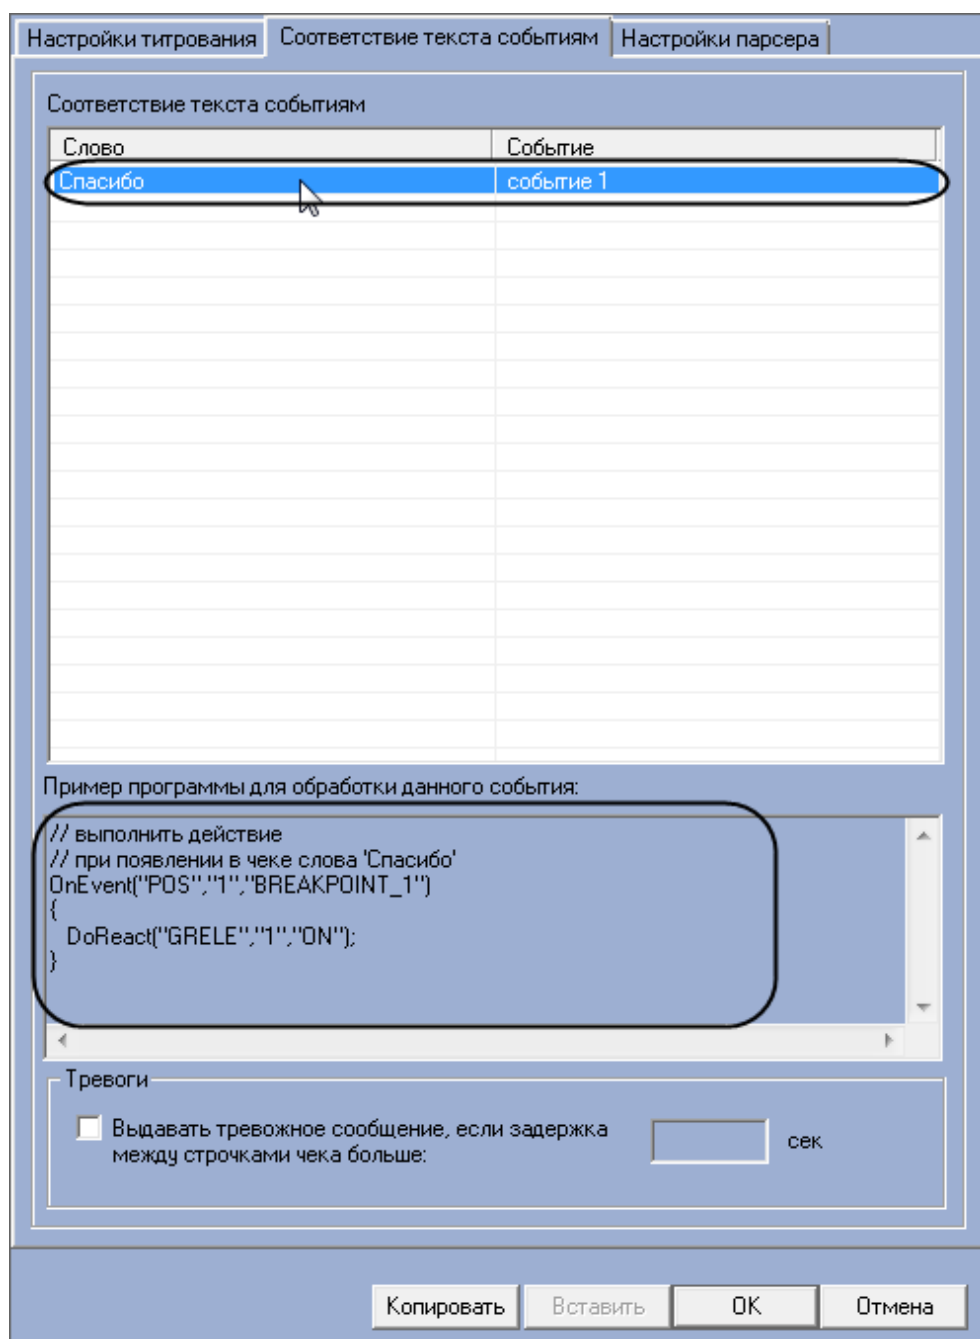 Настройки титрования Соответствие текста событиям Настройки парсера
Соответствие текста событиям
Слово Событие
Спасибо событие 1
Пример программы для обработки данного события:
// выполнить действие
// при появлении в чеке слова 'Спасибо'
OnEvent("POS","1","BREAKPOINT_1")
{
DoReact("GRELE","1","ON");
}
Тревоги
Выдавать тревожное сообщение, если задержка
между строчками чека больше:
сек
Копировать Вставить OK Отмена